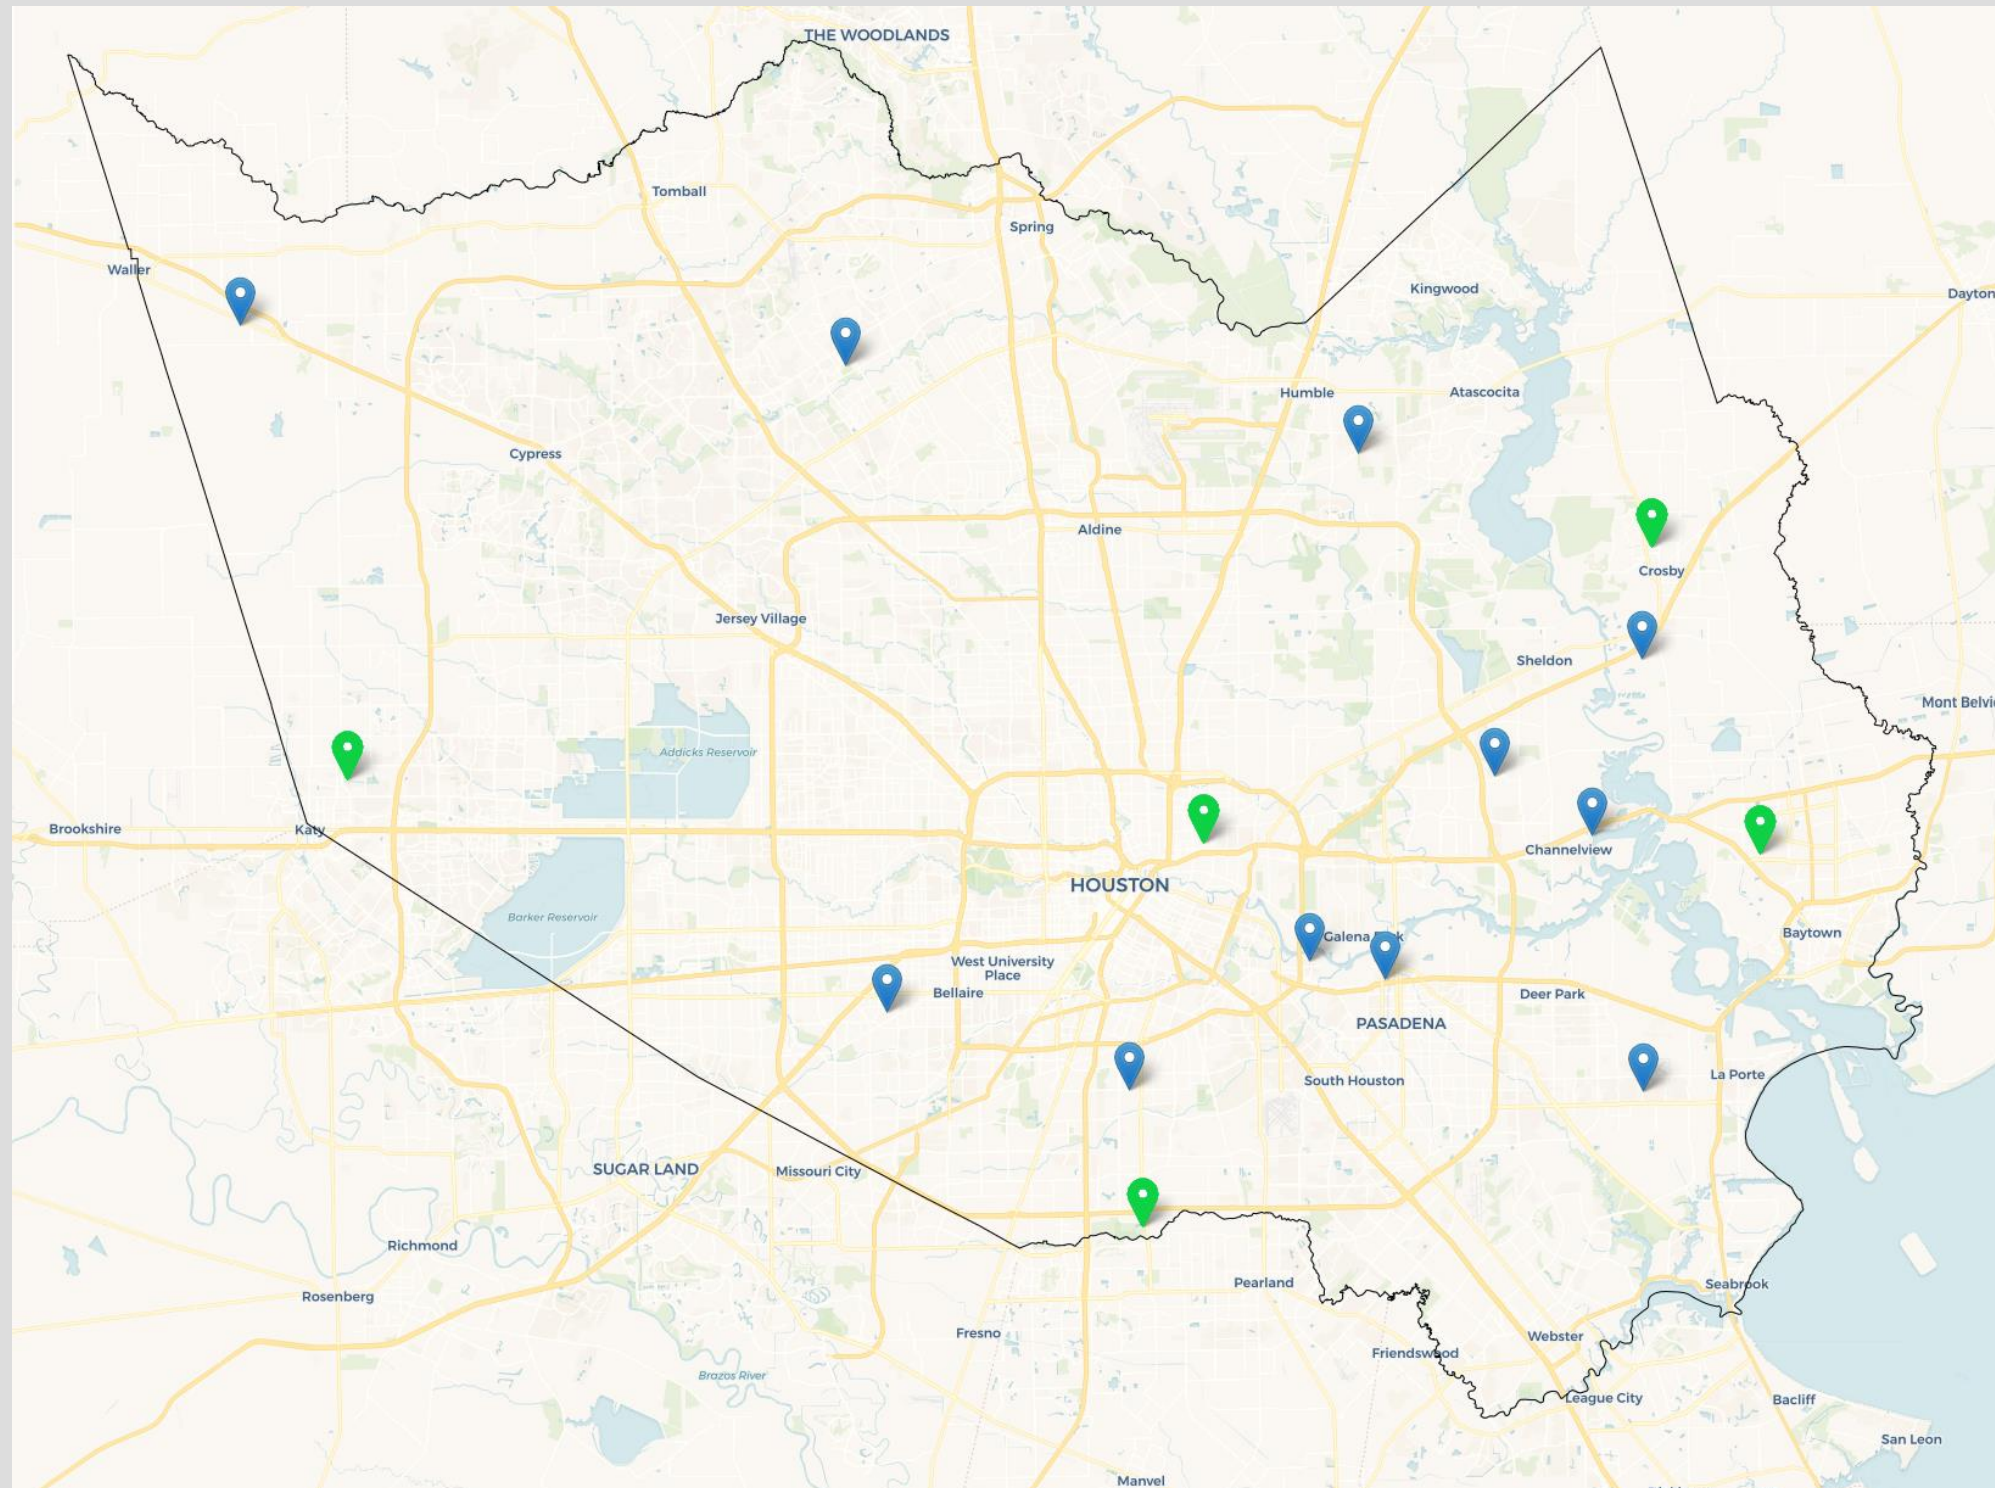 THE WOODLANDS
Tomball
Spring
Waller
Kingwood
Dayton
Humble
Atascocita
Cypress
Aldine
Crosby
Jersey Village
Sheldon
Mont Belvi
Addicks Reservoir
Brookshire
Katy
Channelview
HOUSTON
Barker Reservoir
Baytown
Galena
West University
Place
Bellaire
Deer Park
PASADENA
La Porte
South Houston
SUGAR LAND
Missouri City
Richmond
Pearland
Seabrook
Rosenberg
Fresno
Webster
Friendswood
Brazos River
League City
Bacliff
San Leon
Manvel